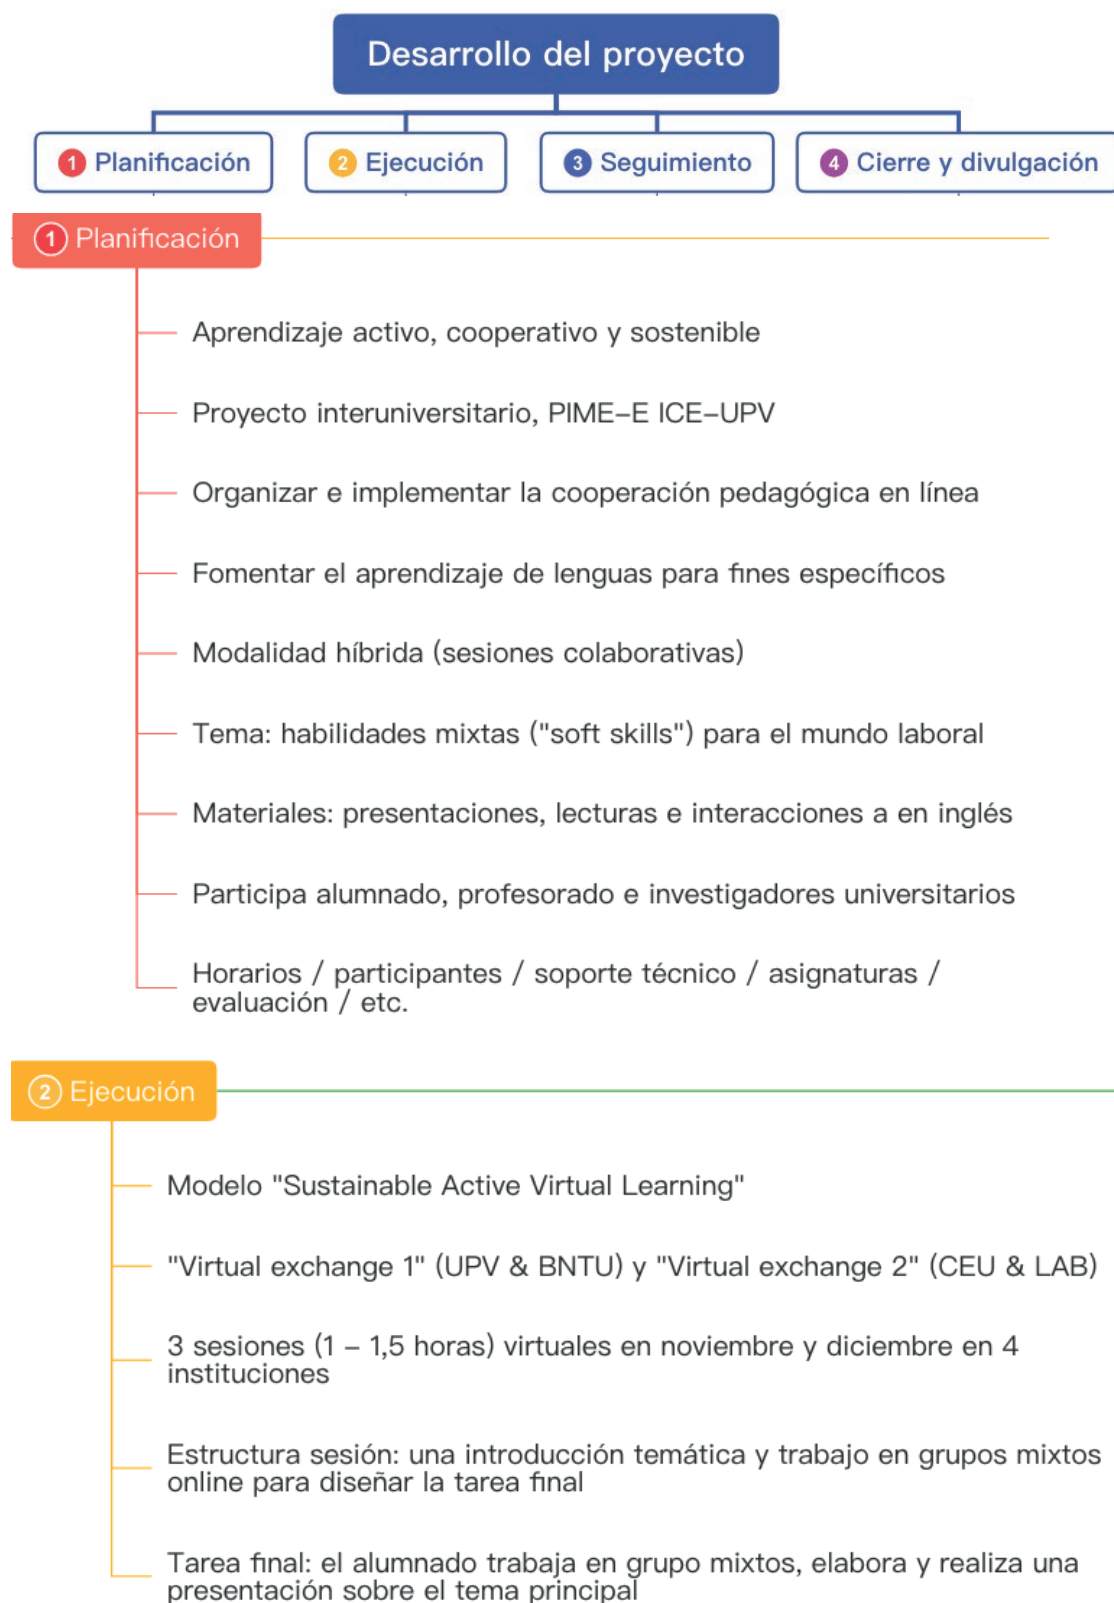 Desarrollo del proyecto
1 Planificación
2 Ejecución
3 Seguimiento
4 Cierre y divulgación
1 Planificación
Aprendizaje activo, cooperativo y sostenible
Proyecto interuniversitario, PIME–E ICE–UPV
Organizar e implementar la cooperación pedagógica en línea
Fomentar el aprendizaje de lenguas para fines específicos
Modalidad híbrida (sesiones colaborativas)
Tema: habilidades mixtas ("soft skills") para el mundo laboral
Materiales: presentaciones, lecturas e interacciones a en inglés
Participa alumnado, profesorado e investigadores universitarios
Horarios / participantes / soporte técnico / asignaturas /
evaluación / etc.
2 Ejecución
Modelo "Sustainable Active Virtual Learning"
"Virtual exchange 1" (UPV & BNTU) y "Virtual exchange 2" (CEU & LAB)
3 sesiones (1 – 1,5 horas) virtuales en noviembre y diciembre en 4
instituciones
Estructura sesión: una introducción temática y trabajo en grupos mixtos
online para diseñar la tarea final
Tarea final: el alumnado trabaja en grupo mixtos, elabora y realiza una
presentación sobre el tema principal